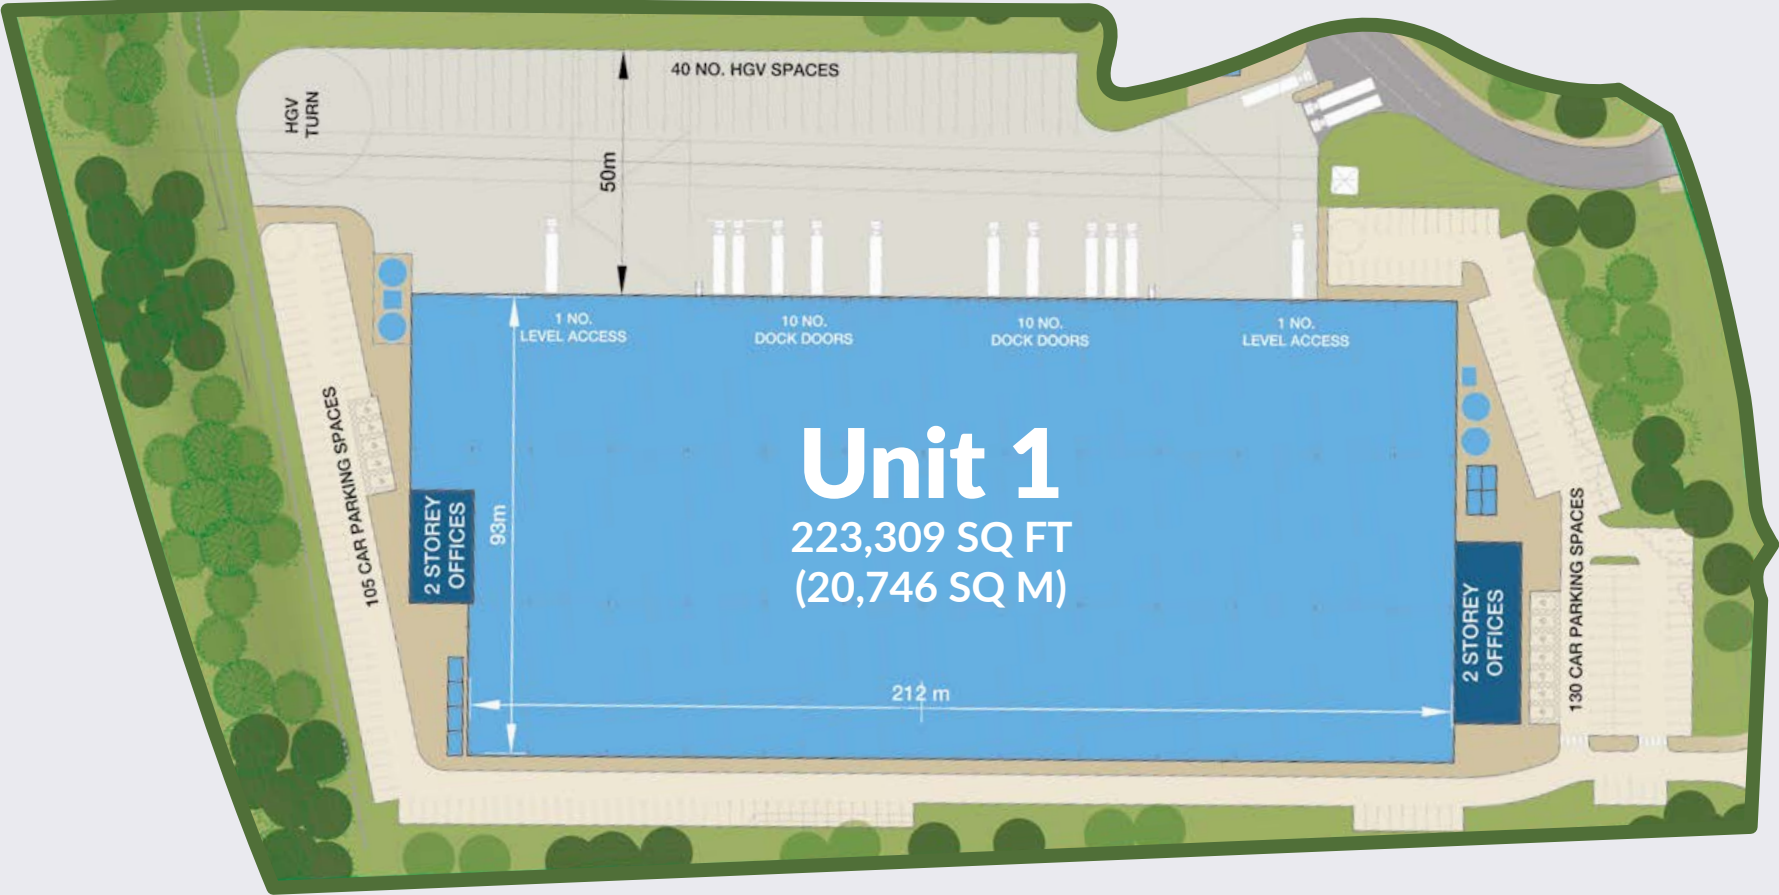 40 NO. HGV SPACES
HGV
TURN
50m
1 NO.
LEVEL ACCESS
10 NO.
DOCK DOORS
10 NO.
DOCK DOORS
1 NO.
LEVEL ACCESS
105 CAR PARKING SPACES
2 STOREY
OFFICES
93m
Unit 1
223,309 SQ FT
(20,746 SQ M)
212 m
2 STOREY
OFFICES
130 CAR PARKING SPACES